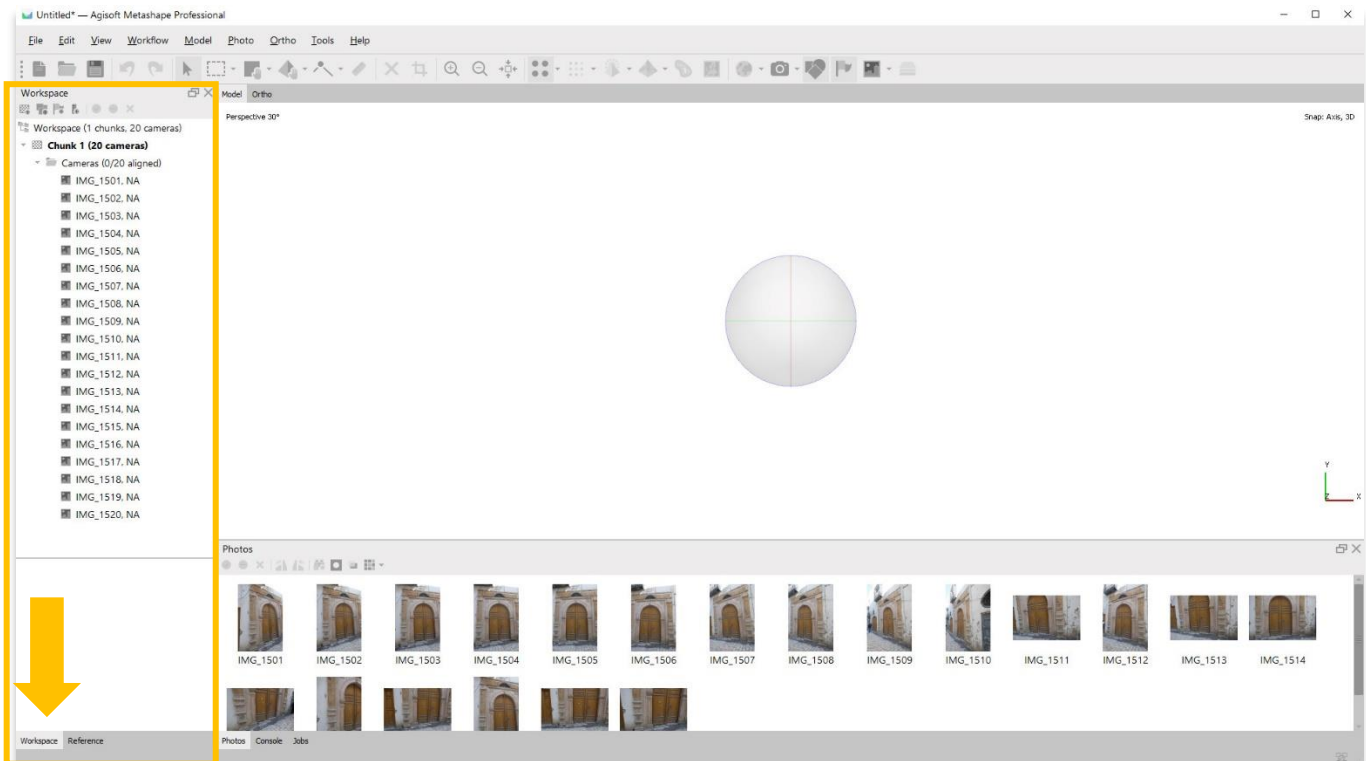 Untitled* — Agisoft Metashape Professional
File Edit View Workflow Model Photo Ortho Tools Help
Workspace
Model Ortho
Perspective 30°
Snap: Axis, 3D
Workspace (1 chunks, 20 cameras)
Chunk 1 (20 cameras)
Cameras (0/20 aligned)
IMG_1501, NA
IMG_1502, NA
IMG_1503, NA
IMG_1504, NA
IMG_1505, NA
IMG_1506, NA
IMG_1507, NA
IMG_1508, NA
IMG_1509, NA
IMG_1510, NA
IMG_1511, NA
IMG_1512, NA
IMG_1513, NA
IMG_1514, NA
IMG_1515, NA
IMG_1516, NA
IMG_1517, NA
IMG_1518, NA
IMG_1519, NA
IMG_1520, NA
Y
Z X
Photos
IMG_1501 IMG_1502 IMG_1503 IMG_1504 IMG_1505 IMG_1506 IMG_1507 IMG_1508 IMG_1509 IMG_1510 IMG_1511 IMG_1512 IMG_1513 IMG_1514
Workspace Reference
Photos Console Jobs